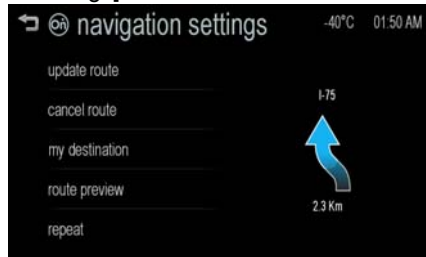 On navigation settings -40°C 01:50 AM
update route
I-75
cancel route
my destination
route preview
2.3 Km
repeat